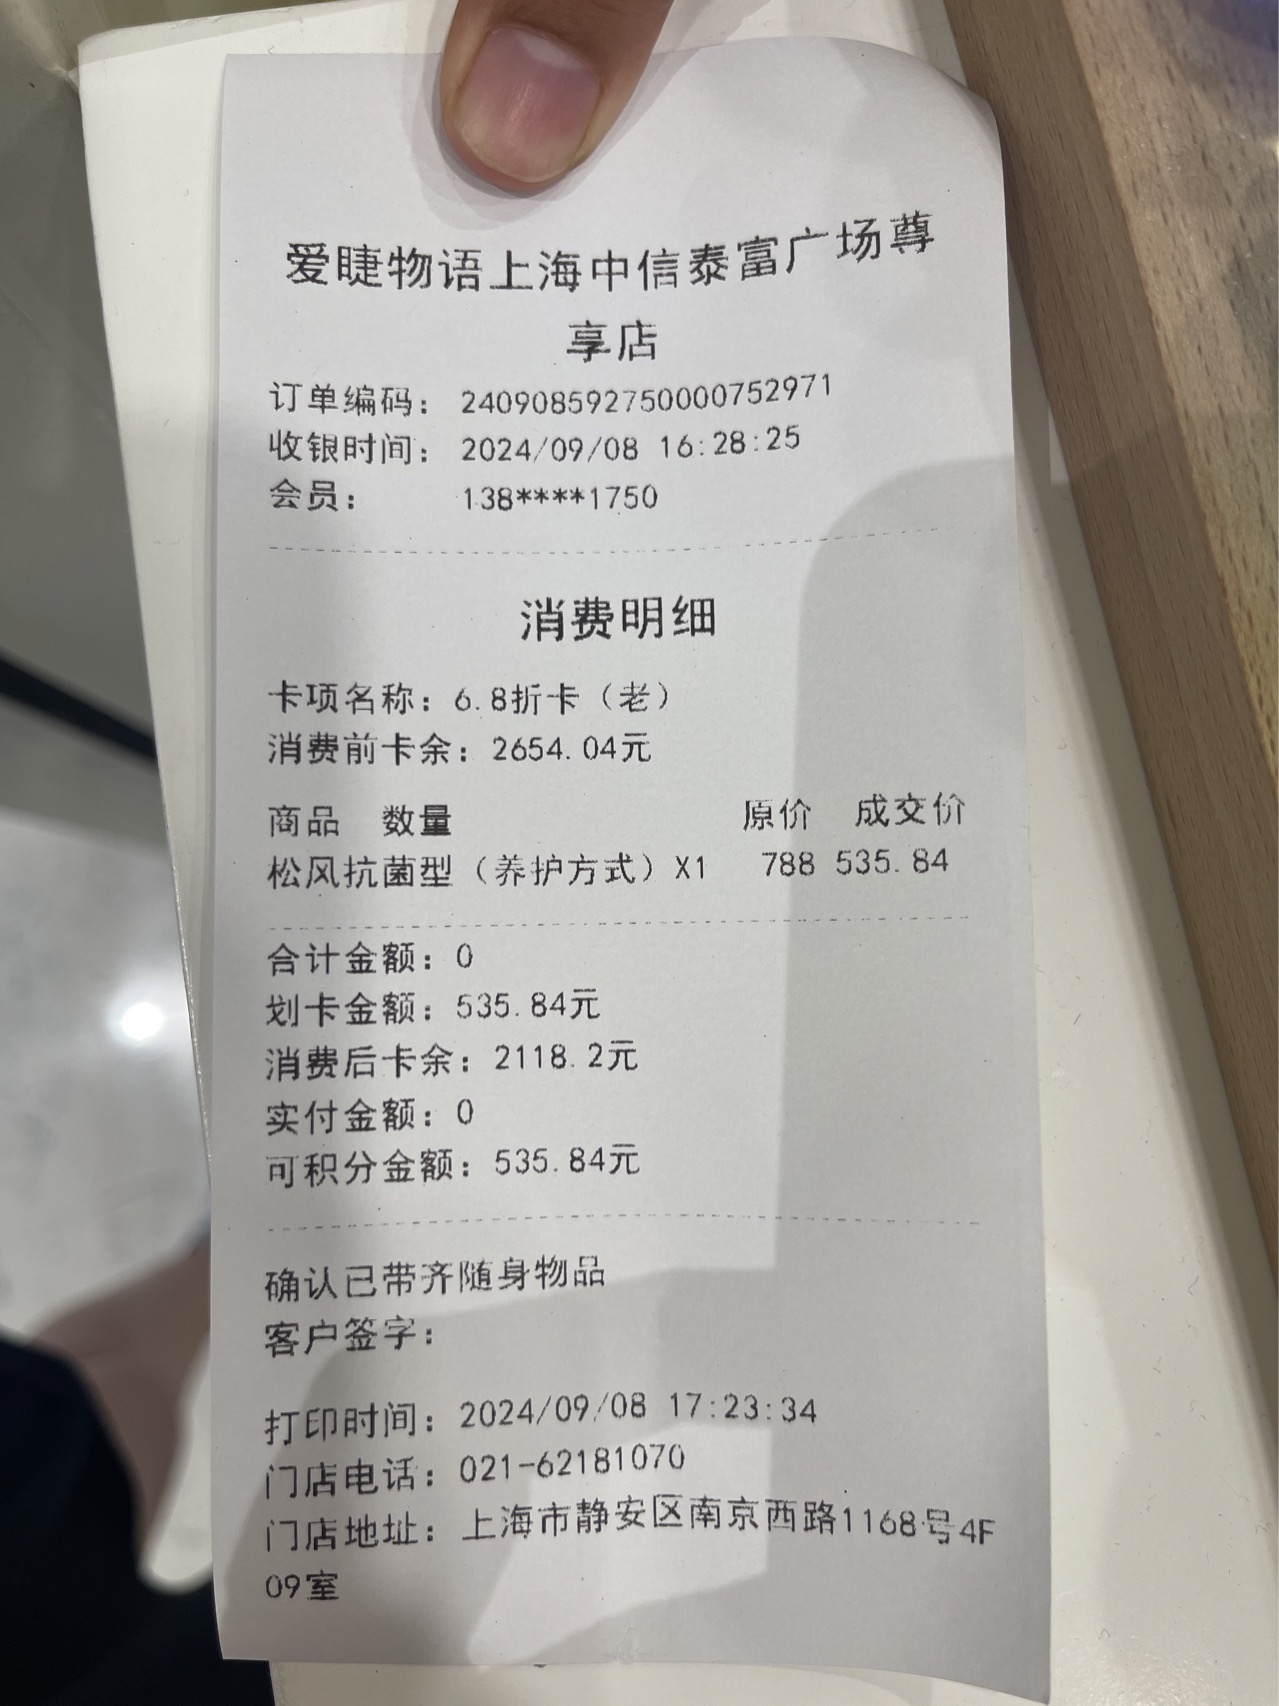 爱睫物语上海中信泰富广场尊
享店
订单编码： 240908592750000752971
收银时间： 2024/09/08 16:28:25
会员： 138****1750
消费明细
卡项名称：6.8折卡（老）
消费前卡余：2654.04元
商品 数量 原价 成交价
松风抗菌型（养护方式）X1 788 535.84
合计金额：0
划卡金额：535.84元
消费后卡余：2118.2元
实付金额：0
可积分金额：535.84元
确认已带齐随身物品
客户签字：
打印时间：2024/09/08 17:23:34
门店电话：021-62181070
门店地址：上海市静安区南京西路1168号4F
09室